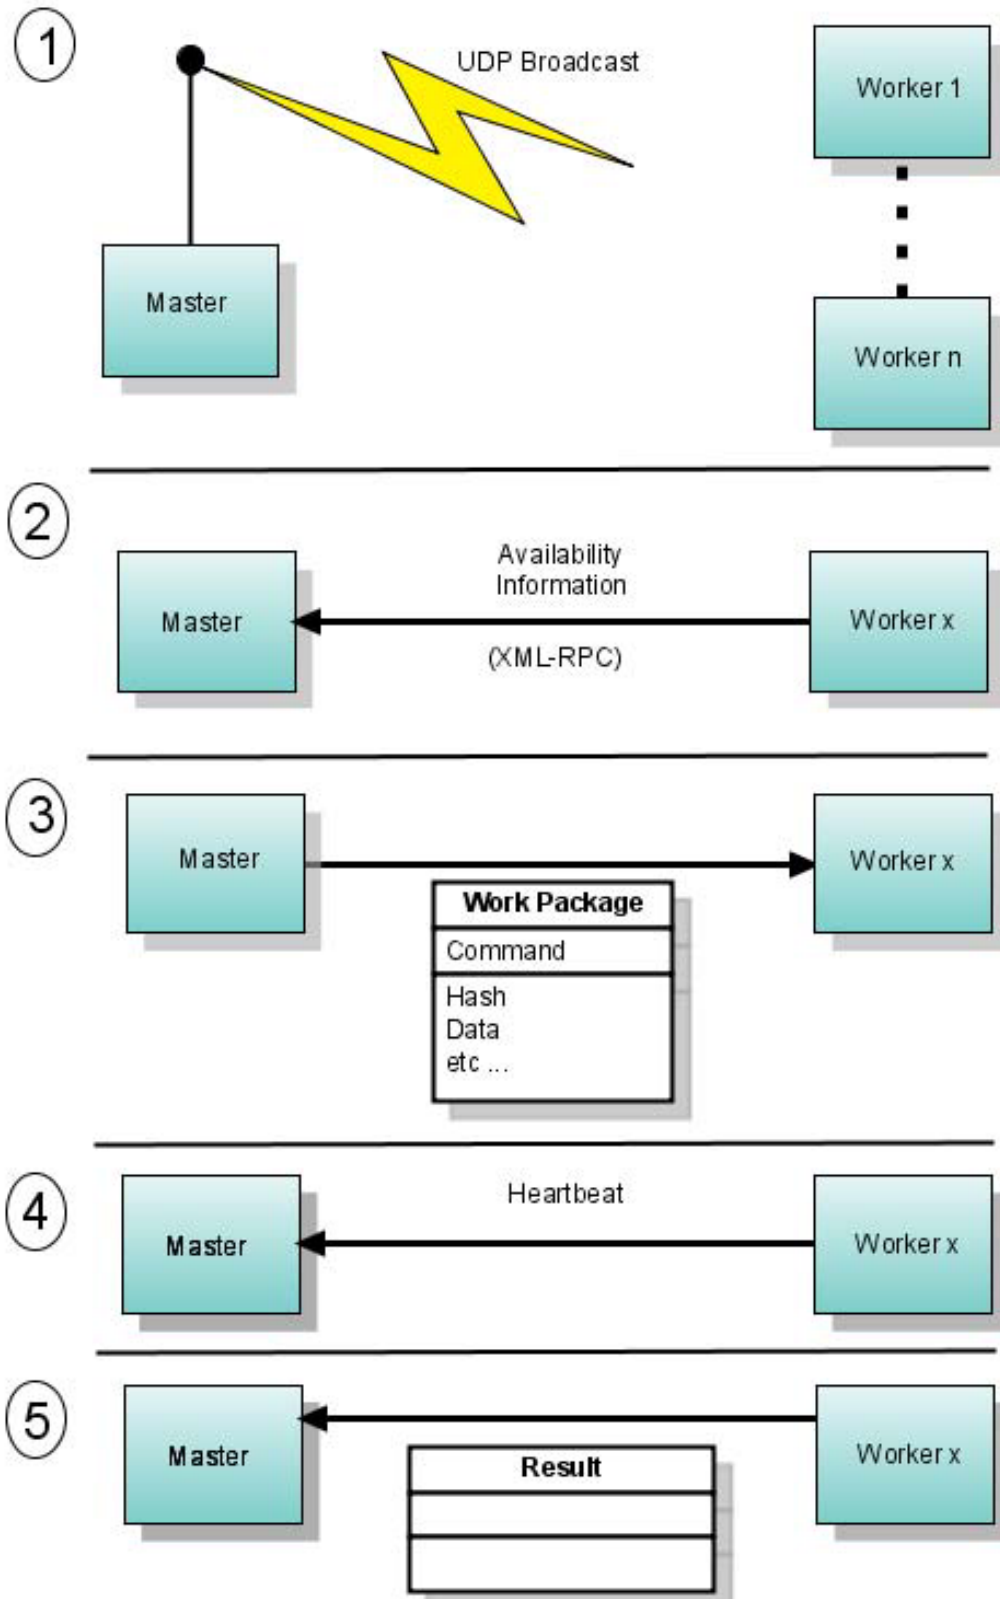 1
UDP Broadcast
Worker 1
Master
Worker n
2
Availability
Information
Master
Worker x
(XML-RPC)
3
Master
Worker x
Work Package
Command
Hash
Data
etc ...
4
Heartbeat
Master
Worker x
5
Master
Worker x
Result